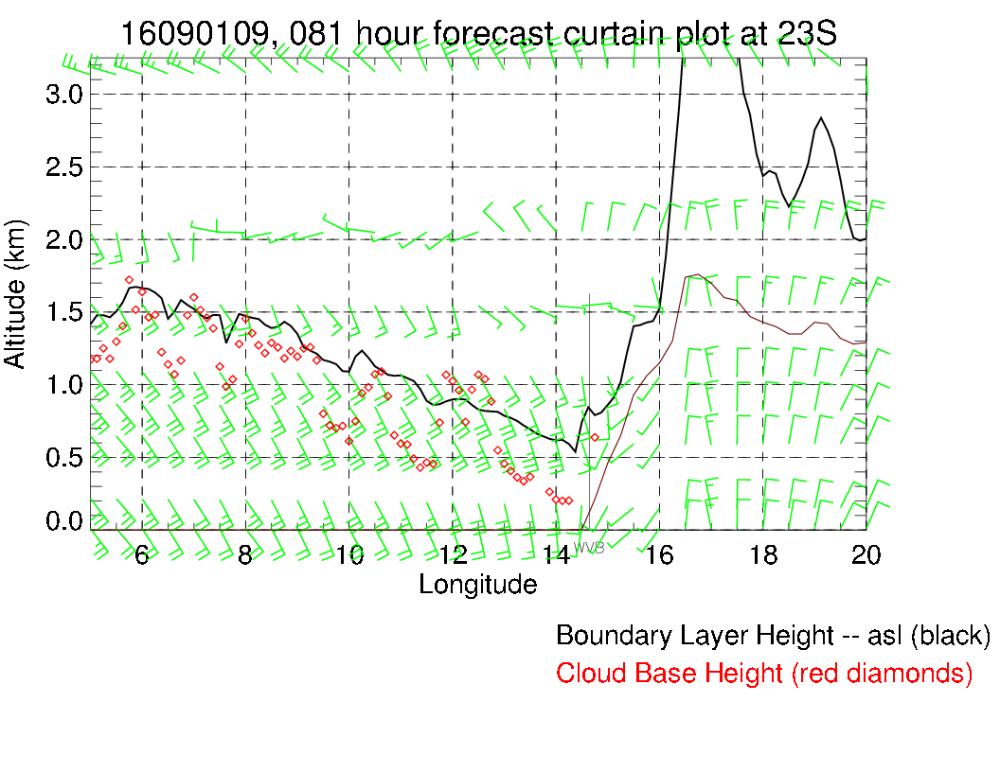 16090109, 081 hour forecast curtain plot at 23S
3.0
2.5
2.0
1.5
1.0
0.5
0.0
Altitude (km)
6 8 10 12 14 16 18 20
WVB
Longitude
Boundary Layer Height -- asl (black)
Cloud Base Height (red diamonds)